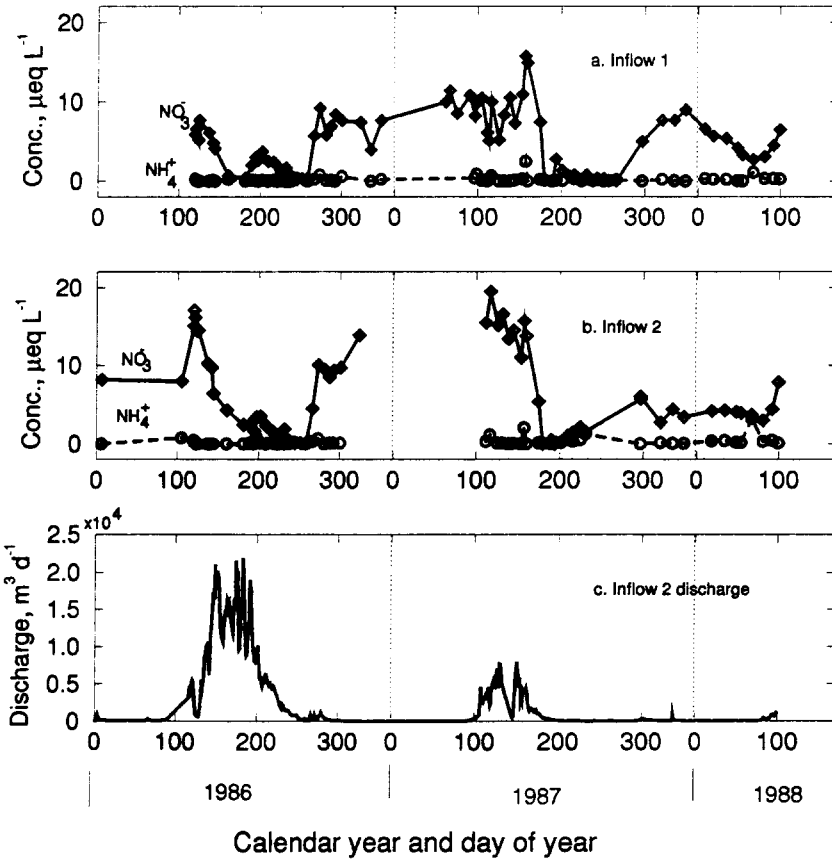 20
10
0
Conc., μeq L⁻¹
a. Inflow 1
NO₃⁻
NH₄⁺
0 100 200 300 0 100 200 300 0 100
20
10
0
Conc., μeq L⁻¹
b. Inflow 2
NO₃⁻
NH₄⁺
0 100 200 300 0 100 200 300 0 100
×10⁴
2.5
2.0
1.5
1.0
0.5
0
Discharge, m³ d⁻¹
c. Inflow 2 discharge
0 100 200 300 0 100 200 300 0 100
1986 1987 1988
Calendar year and day of year